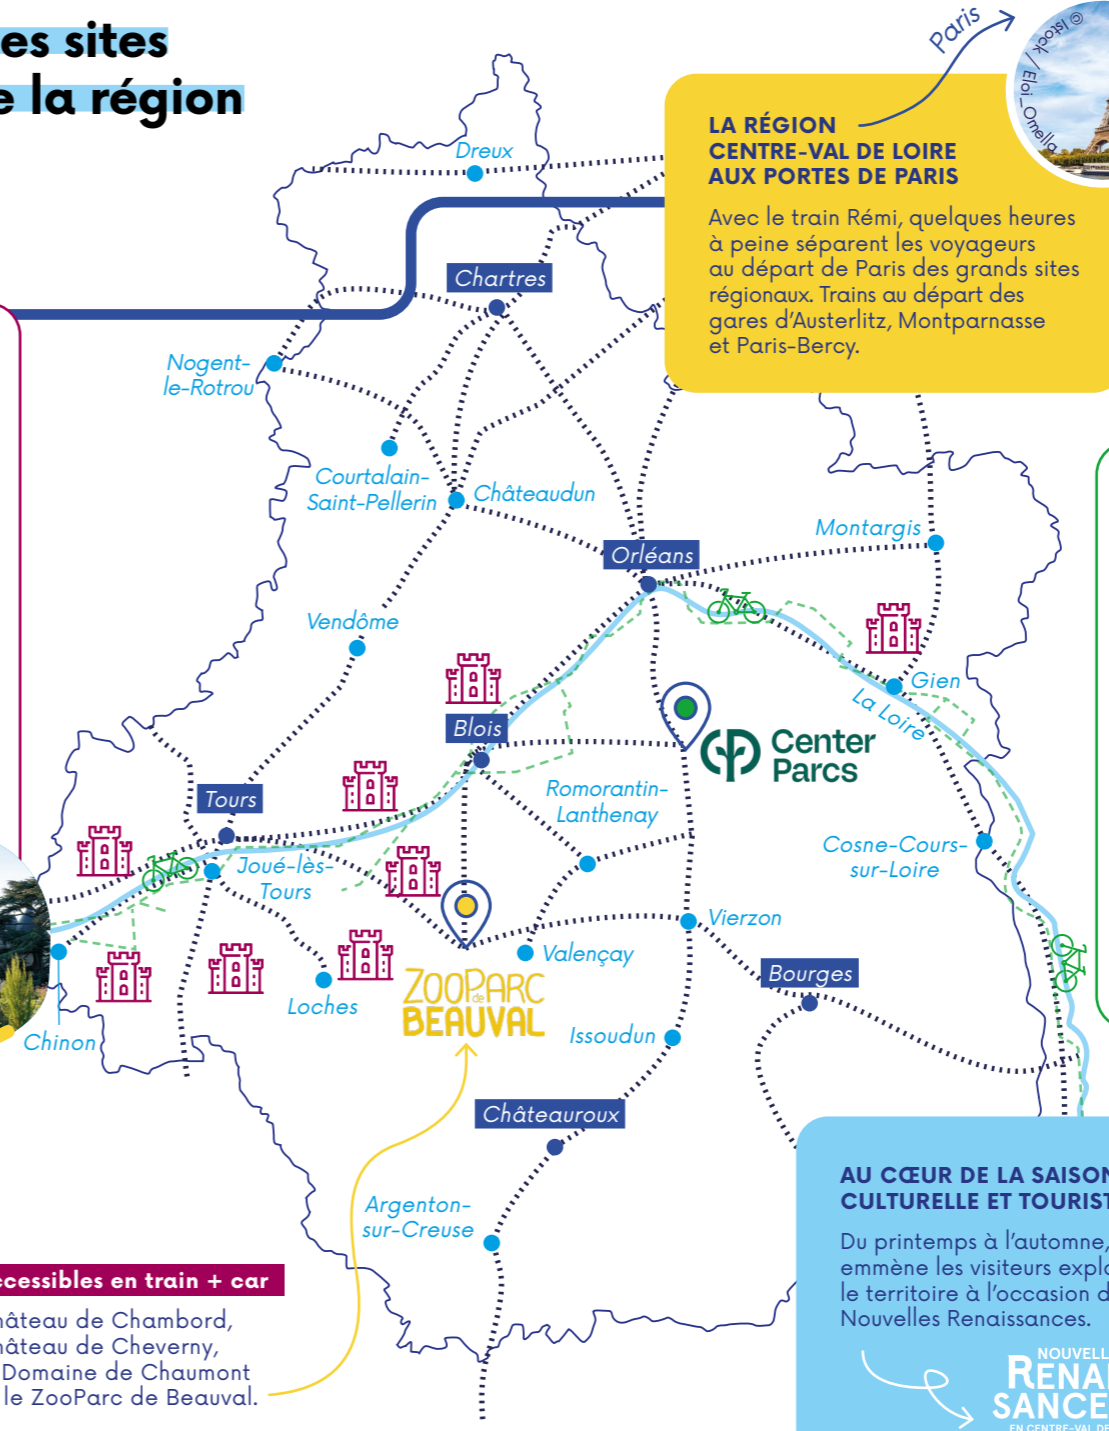 es sites
e la région
Paris
© Istock / Eloi_Omella
LA RÉGION
CENTRE-VAL DE LOIRE
AUX PORTES DE PARIS
Avec le train Rémi, quelques heures
à peine séparent les voyageurs
au départ de Paris des grands sites
régionaux. Trains au départ des
gares d'Austerlitz, Montparnasse
et Paris-Bercy.
Dreux
Chartres
Nogent-
le-Rotrou
Courtalain-
Saint-Pellerin
Châteaudun
Orléans
Montargis
Vendôme
Gien
La Loire
Blois
Center
Parcs
Romorantin-
Lanthenay
Tours
Joué-lès-
Tours
Cosne-Cours-
sur-Loire
Vierzon
Valençay
Bourges
Loches
ZOOPARC
de
BEAUVAL
Issoudun
Chinon
Châteauroux
Argenton-
sur-Creuse
ccessibles en train + car
hâteau de Chambord,
hâteau de Cheverny,
Domaine de Chaumont
le ZooParc de Beauval.
AU CŒUR DE LA SAISON
CULTURELLE ET TOURIST
Du printemps à l'automne,
emmène les visiteurs explo
le territoire à l'occasion d
Nouvelles Renaissances.
NOUVELL
RENAI
SANCE
EN CENTRE-VAL DE